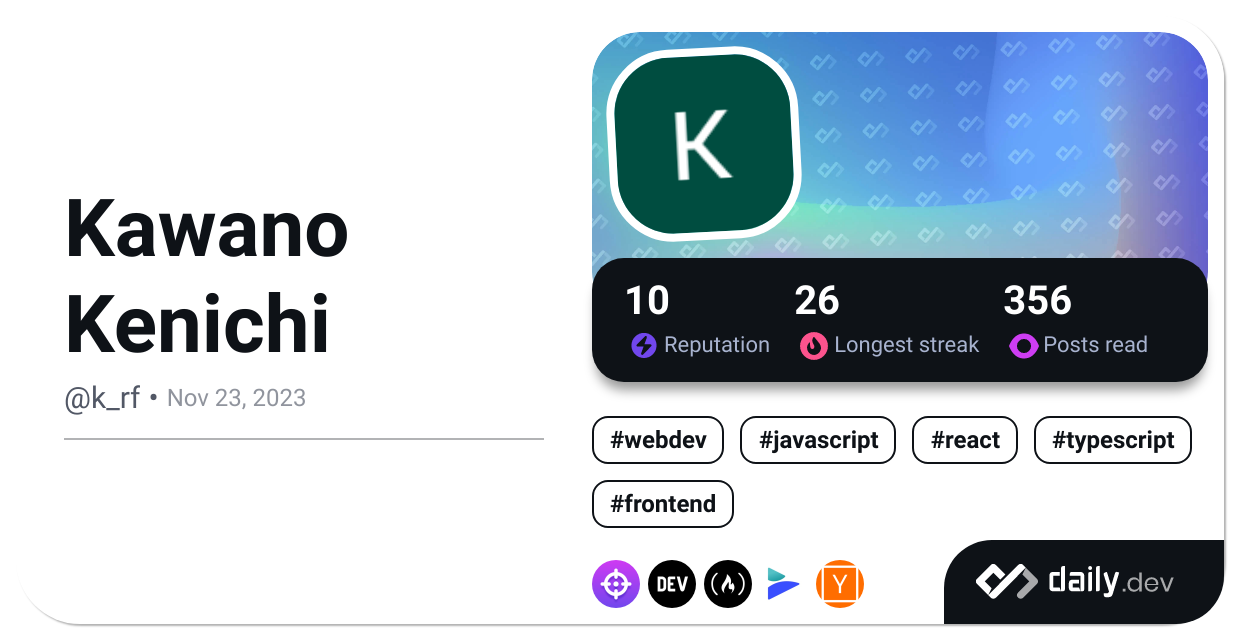 Kawano
Kenichi
@k_rf • Nov 23, 2023
K
10 26 356
Reputation Longest streak Posts read
#webdev #javascript #react #typescript
#frontend
DEV
Y
daily.dev